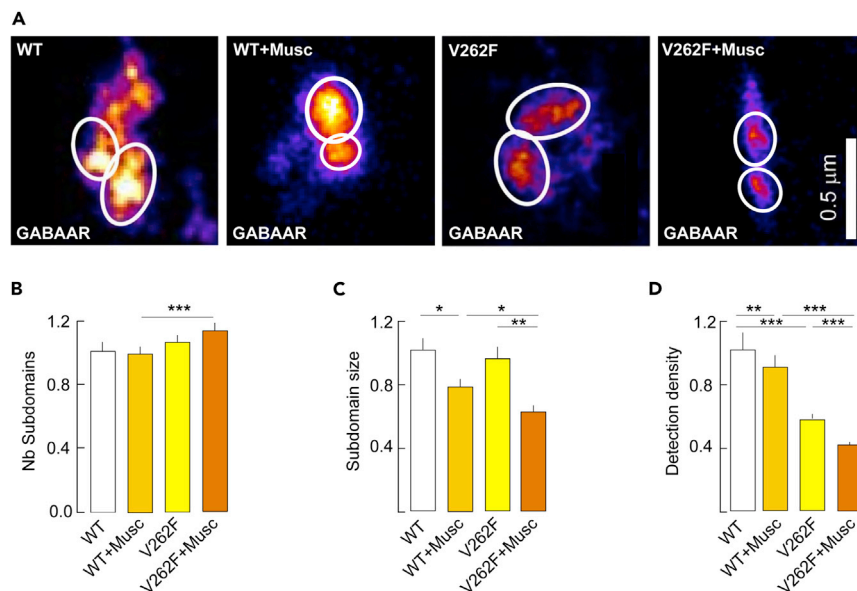 A
WT
WT+Musc
V262F
V262F+Musc
GABAAR
GABAAR
GABAAR
GABAAR
0.5 μm
B
***
1.2
0.8
0.4
0.0
Nb Subdomains
WT
WT+Musc
V262F
V262F+Musc
C
* *
**
1.2
0.8
0.4
Subdomain size
WT
WT+Musc
V262F
V262F+Musc
D
** ***
*** ***
1.2
0.8
0.4
Detection density
WT
WT+Musc
V262F
V262F+Musc